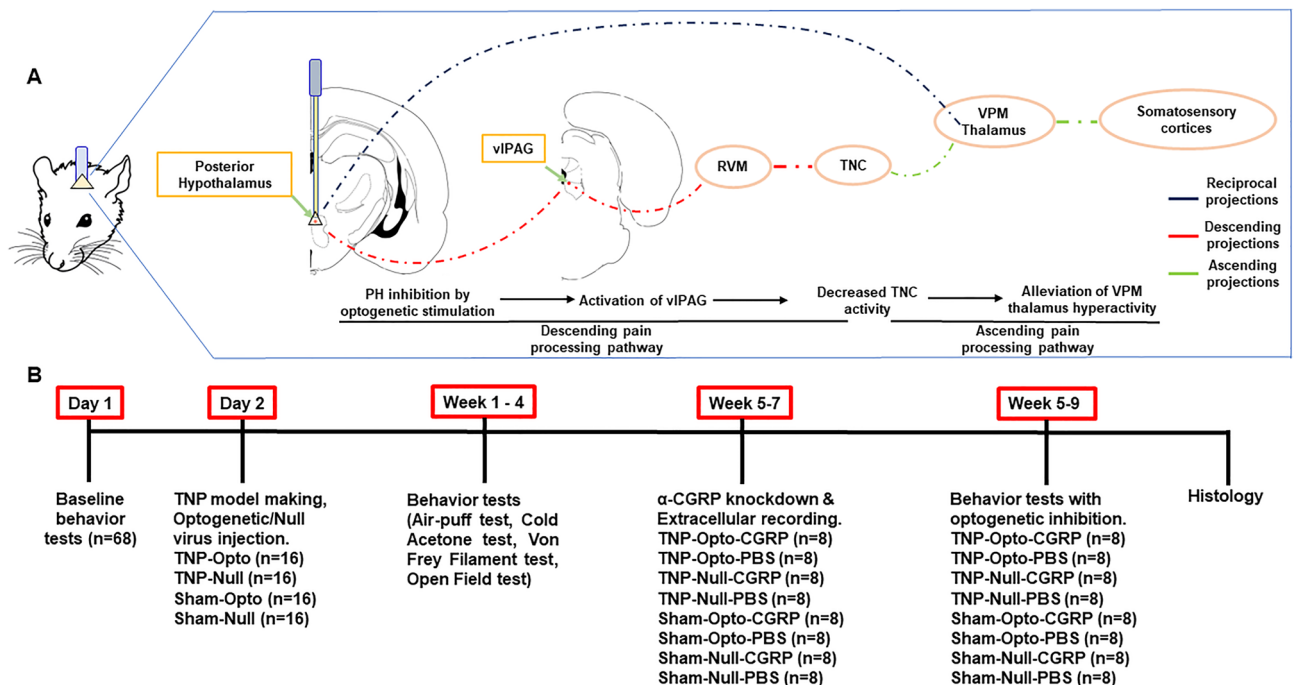 A
Posterior
Hypothalamus
vlPAG
RVM
TNC
VPM
Thalamus
Somatosensory
cortices
Reciprocal
projections
Descending
projections
Ascending
projections
PH inhibition by
optogenetic stimulation
Activation of vlPAG
Decreased TNC
activity
Alleviation of VPM
thalamus hyperactivity
Descending pain
processing pathway
Ascending pain
processing pathway
B
Day 1
Day 2
Week 1 - 4
Week 5-7
Week 5-9
Baseline
behavior
tests (n=68)
TNP model making,
Optogenetic/Null
virus injection.
TNP-Opto (n=16)
TNP-Null (n=16)
Sham-Opto (n=16)
Sham-Null (n=16)
Behavior tests
(Air-puff test, Cold
Acetone test, Von
Frey Filament test,
Open Field test)
α-CGRP knockdown &
Extracellular recording.
TNP-Opto-CGRP (n=8)
TNP-Opto-PBS (n=8)
TNP-Null-CGRP (n=8)
TNP-Null-PBS (n=8)
Sham-Opto-CGRP (n=8)
Sham-Opto-PBS (n=8)
Sham-Null-CGRP (n=8)
Sham-Null-PBS (n=8)
Behavior tests with
optogenetic inhibition.
TNP-Opto-CGRP (n=8)
TNP-Opto-PBS (n=8)
TNP-Null-CGRP (n=8)
TNP-Null-PBS (n=8)
Sham-Opto-CGRP (n=8)
Sham-Opto-PBS (n=8)
Sham-Null-CGRP (n=8)
Sham-Null-PBS (n=8)
Histology